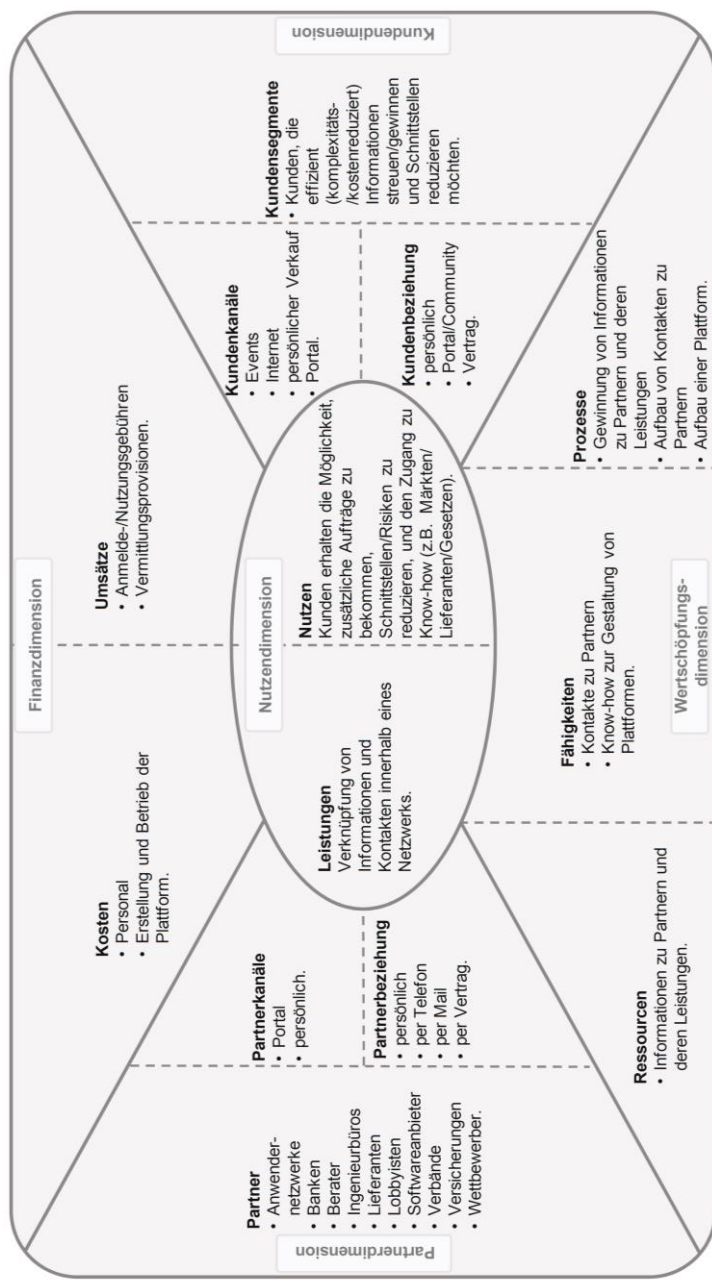 Finanzdimension
Kosten
• Personal
• Erstellung und Betrieb der
Plattform.
Umsätze
• Anmelde-/Nutzungsgebühren
• Vermittlungsprovisionen.
Partnerdimension
Partner
• Anwender-
netzwerke
• Banken
• Berater
• Ingenieurbüros
• Lieferanten
• Lobbyisten
• Softwareanbieter
• Verbände
• Versicherungen
• Wettbewerber.
Partnerkanäle
• Portal
• persönlich.
Partnerbeziehung
• persönlich
• per Telefon
• per Mail
• per Vertrag.
Nutzendimension
Leistungen
Verknüpfung von
Informationen und
Kontakten innerhalb eines
Netzwerks.
Nutzen
Kunden erhalten die Möglichkeit,
zusätzliche Aufträge zu
bekommen,
Schnittstellen/Risiken zu
reduzieren, und den Zugang zu
Know-how (z.B. Märkten/
Lieferanten/Gesetzen).
Kundenkanäle
• Events
• Internet
• persönlicher Verkauf
• Portal.
Kundenbeziehung
• persönlich
• Portal/Community
• Vertrag.
Kundensegmente
• Kunden, die
effizient
(komplexitäts-
/kostenreduziert)
Informationen
streuen/gewinnen
und Schnittstellen
reduzieren
möchten.
Kundendimension
Ressourcen
• Informationen zu Partnern und
deren Leistungen.
Fähigkeiten
• Kontakte zu Partnern
• Know-how zur Gestaltung von
Plattformen.
Prozesse
• Gewinnung von Informationen
zu Partnern und deren
Leistungen
• Aufbau von Kontakten zu
Partnern
• Aufbau einer Plattform.
Wertschöpfungs-
dimension